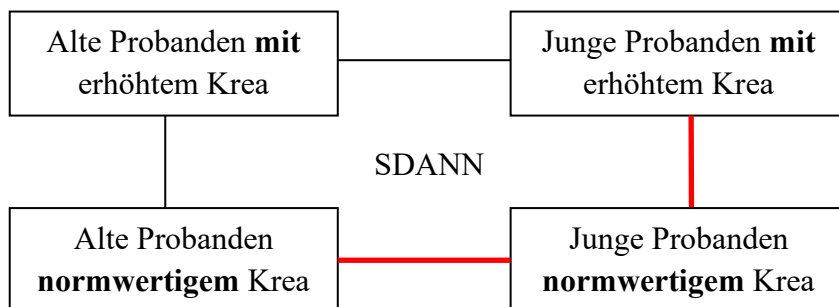 Alte Probanden mit
erhöhtem Krea
Junge Probanden mit
erhöhtem Krea
SDANN
Alte Probanden
normwertigem Krea
Junge Probanden
normwertigem Krea